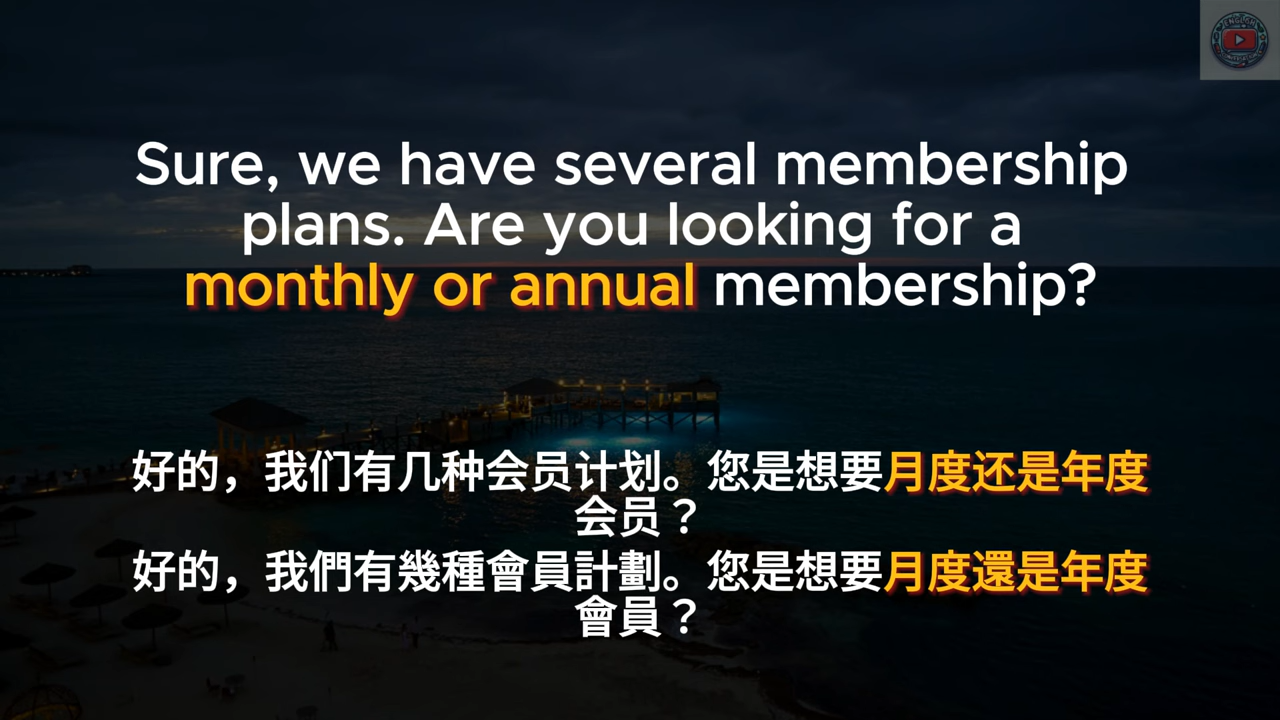 Sure, we have several membership
plans. Are you looking for a
monthly or annual membership?
好的，我们有几种会员计划。您是想要月度还是年度
会员？
好的，我們有幾種會員計劃。您是想要月度還是年度
會員？